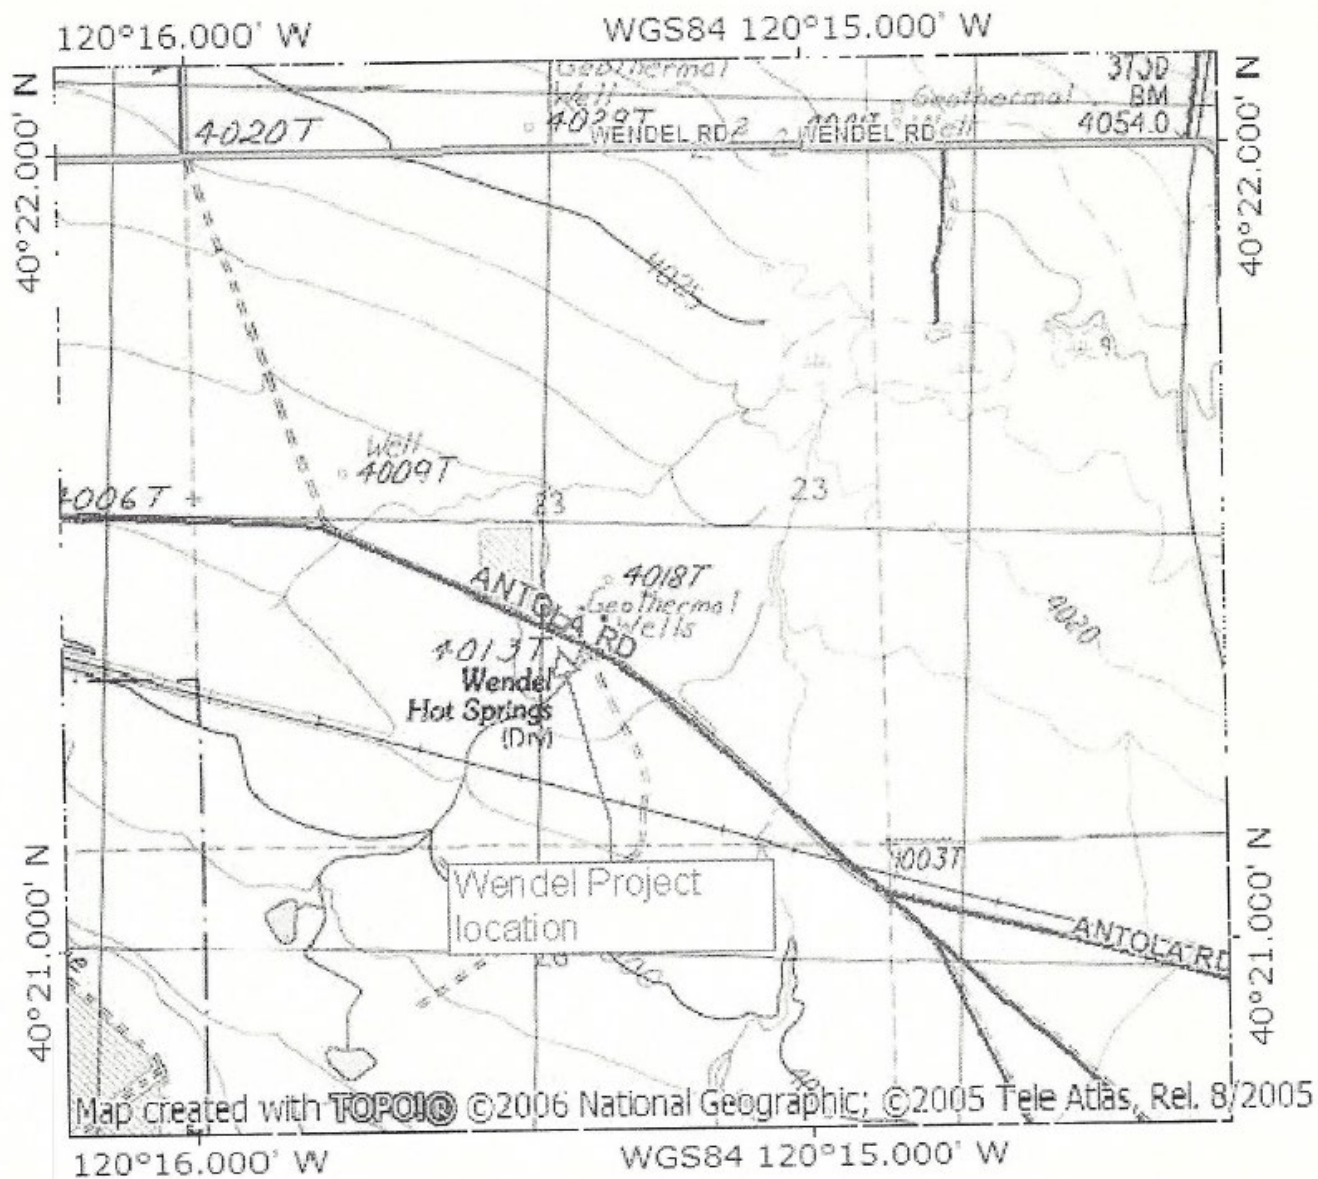 120°16.000' W
WGS84 120°15.000' W
40°22.000' N
40°22.000' N
Geothermal
Well
4029T
Geothermal
Well
BM
4054.0
4020T
WENDEL RD
WENDEL RD
4025
Well
4009T
4006T
23
23
4018T
Geothermal
Wells
ANTOLA RD
4013T
Wendel
Hot Springs
(Dry)
4020
Wendel Project
location
ANTOLA RD
40°21.000' N
40°21.000' N
Map created with TOPO!® ©2006 National Geographic; ©2005 Tele Atlas, Rel. 8/2005
120°16.000' W
WGS84 120°15.000' W